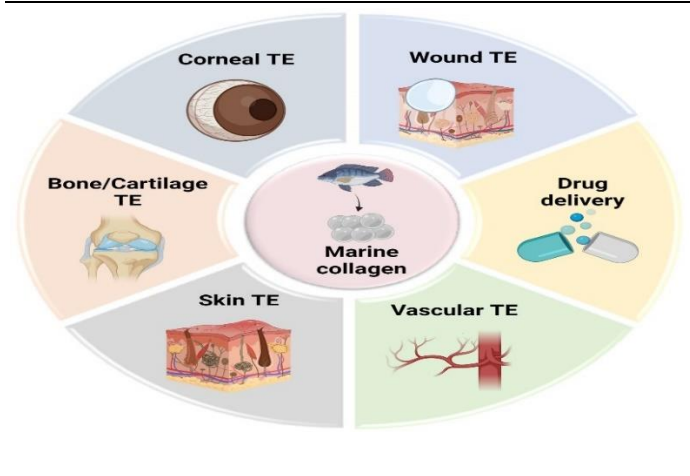 Corneal TE
Wound TE
Bone/Cartilage
TE
Drug
delivery
Marine
collagen
Skin TE
Vascular TE